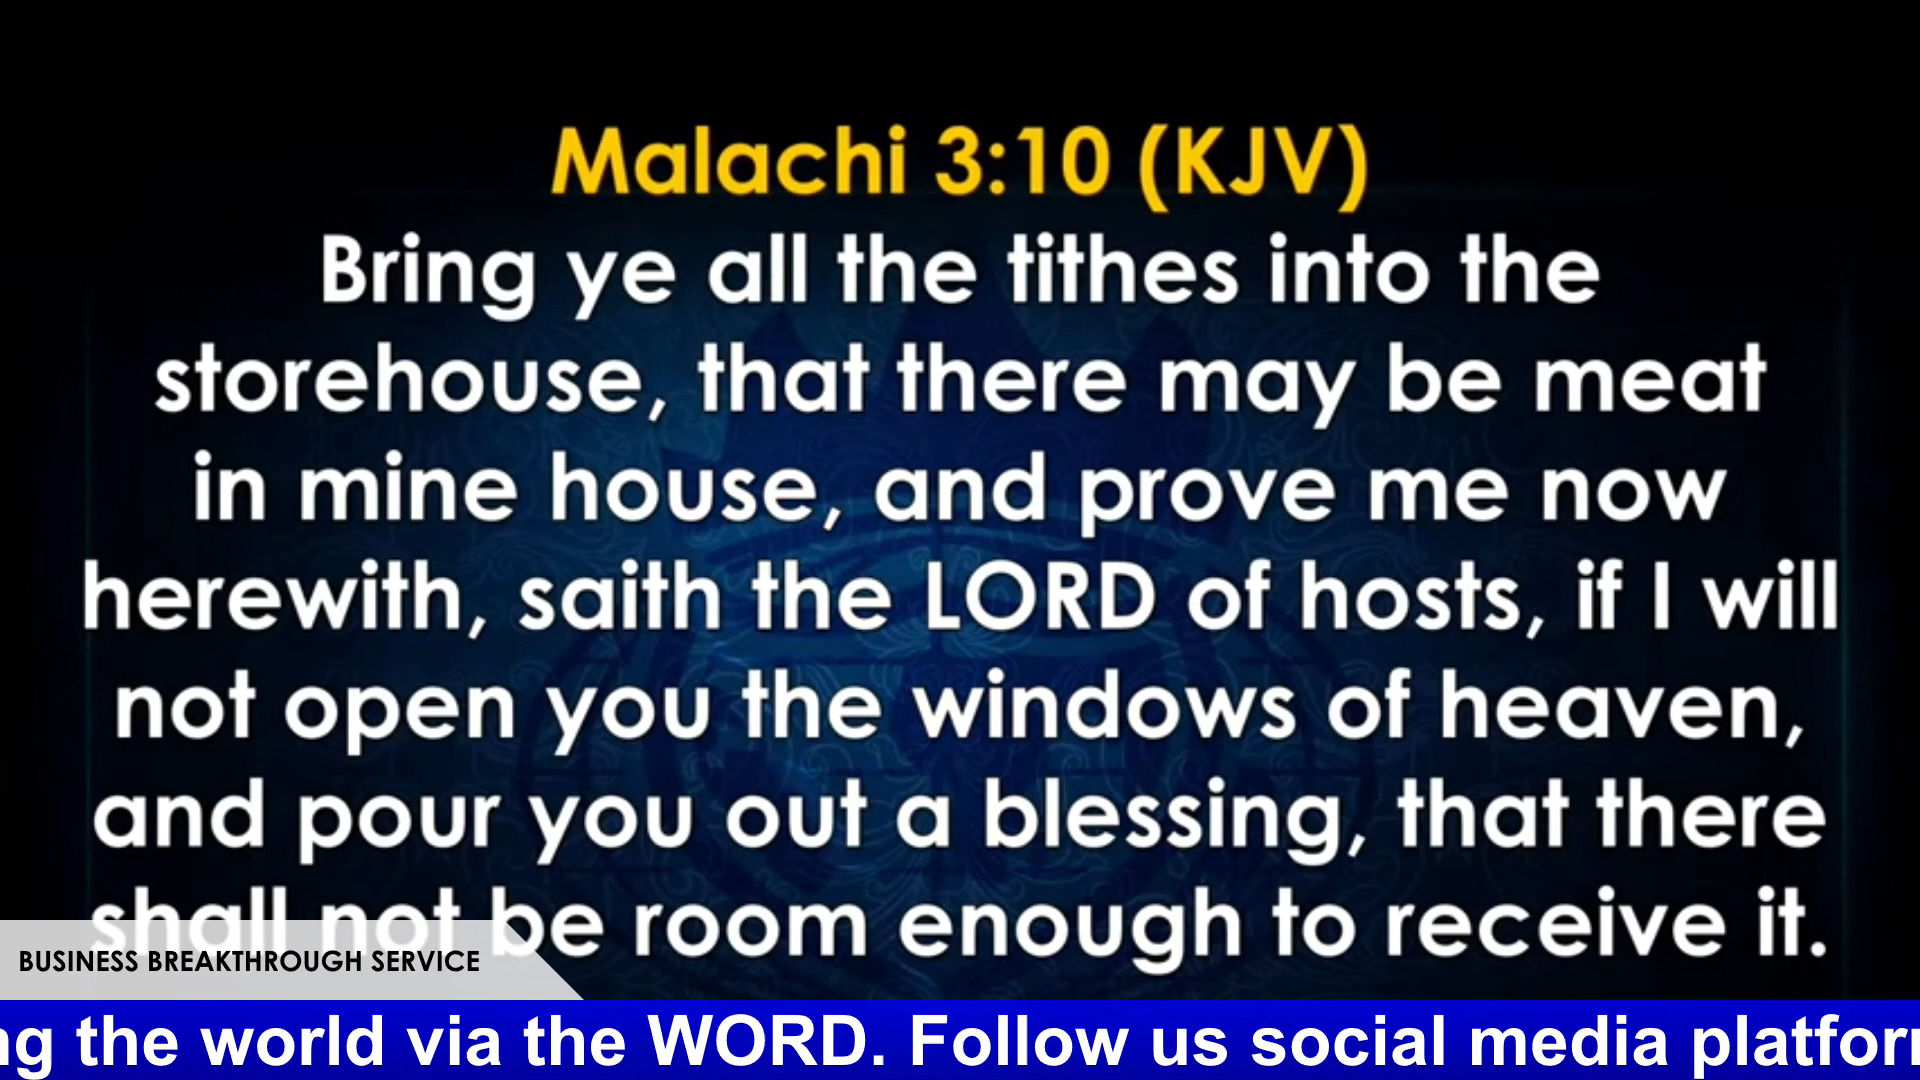 Malachi 3:10 (KJV)
Bring ye all the tithes into the
storehouse, that there may be meat
in mine house, and prove me now
herewith, saith the LORD of hosts, if I will
not open you the windows of heaven,
and pour you out a blessing, that there
shall not be room enough to receive it.
BUSINESS BREAKTHROUGH SERVICE
ng the world via the WORD. Follow us social media platfor